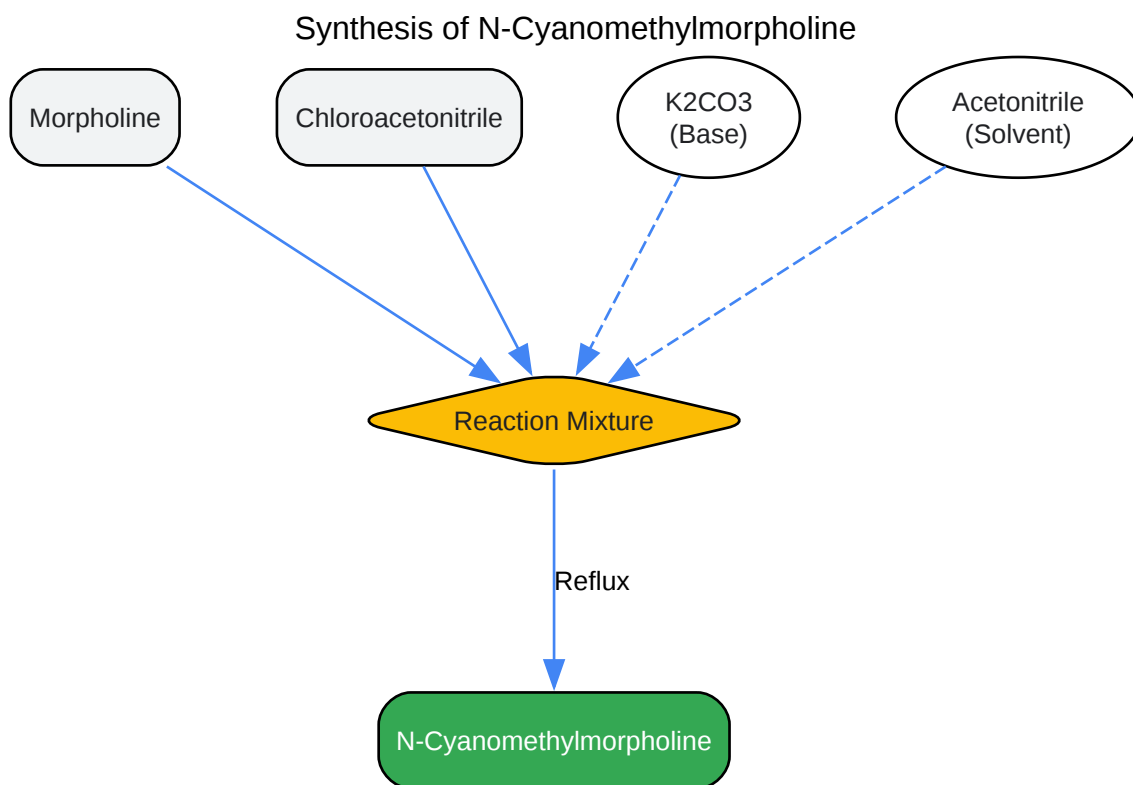 Synthesis of N-Cyanomethylmorpholine
Morpholine
Chloroacetonitrile
K2CO3
(Base)
Acetonitrile
(Solvent)
Reaction Mixture
Reflux
N-Cyanomethylmorpholine